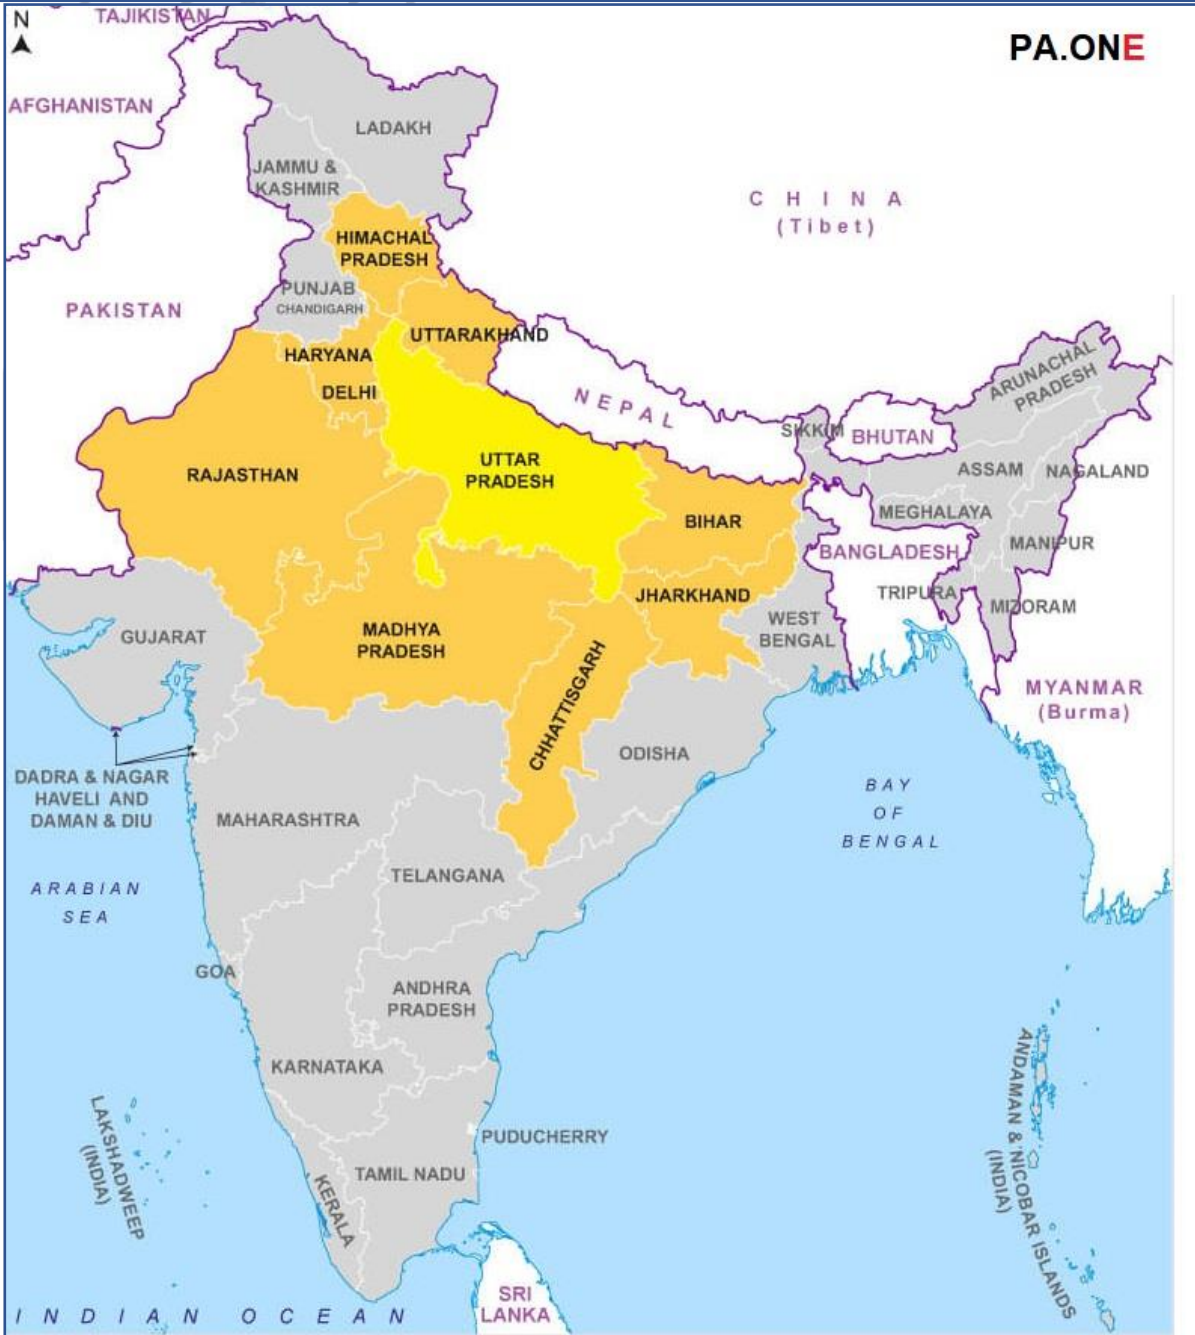 N
TAJIKISTAN
PA.ONE
AFGHANISTAN
LADAKH
JAMMU &
KASHMIR
C H I N A
(Tibet)
HIMACHAL
PRADESH
PUNJAB
CHANDIGARH
PAKISTAN
UTTARAKHAND
HARYANA
DELHI
NEPAL
ARUNACHAL
PRADESH
SIKKIM
BHUTAN
RAJASTHAN
UTTAR
PRADESH
ASSAM
NAGALAND
BIHAR
MEGHALAYA
BANGLADESH
MANIPUR
JHARKHAND
TRIPURA
MIZORAM
GUJARAT
MADHYA
PRADESH
WEST
BENGAL
CHHATTISGARH
MYANMAR
(Burma)
ODISHA
DADRA & NAGAR
HAVELI AND
DAMAN & DIU
MAHARASHTRA
BAY
OF
BENGAL
TELANGANA
ARABIAN
SEA
GOA
ANDHRA
PRADESH
KARNATAKA
LAKSHADWEEP
(INDIA)
PUDUCHERRY
TAMIL NADU
KERALA
ANDAMAN & NICOBAR ISLANDS
(INDIA)
SRI
LANKA
INDIAN OCEAN